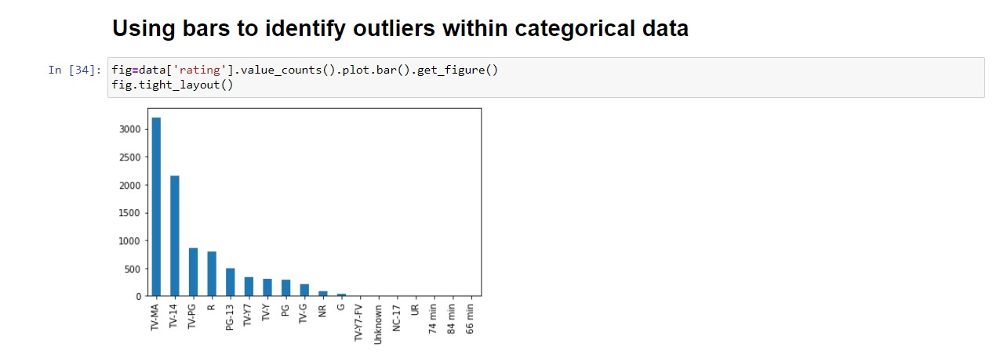 Using bars to identify outliers within categorical data
In [34]: fig=data['rating'].value_counts().plot.bar().get_figure()
fig.tight_layout()
3000
2500
2000
1500
1000
500
0
TV-MA
TV-14
TV-PG
R
PG-13
TV-Y7
TV-Y
PG
TV-G
NR
G
TV-Y7-FV
Unknown
NC-17
UR
74 min
84 min
66 min